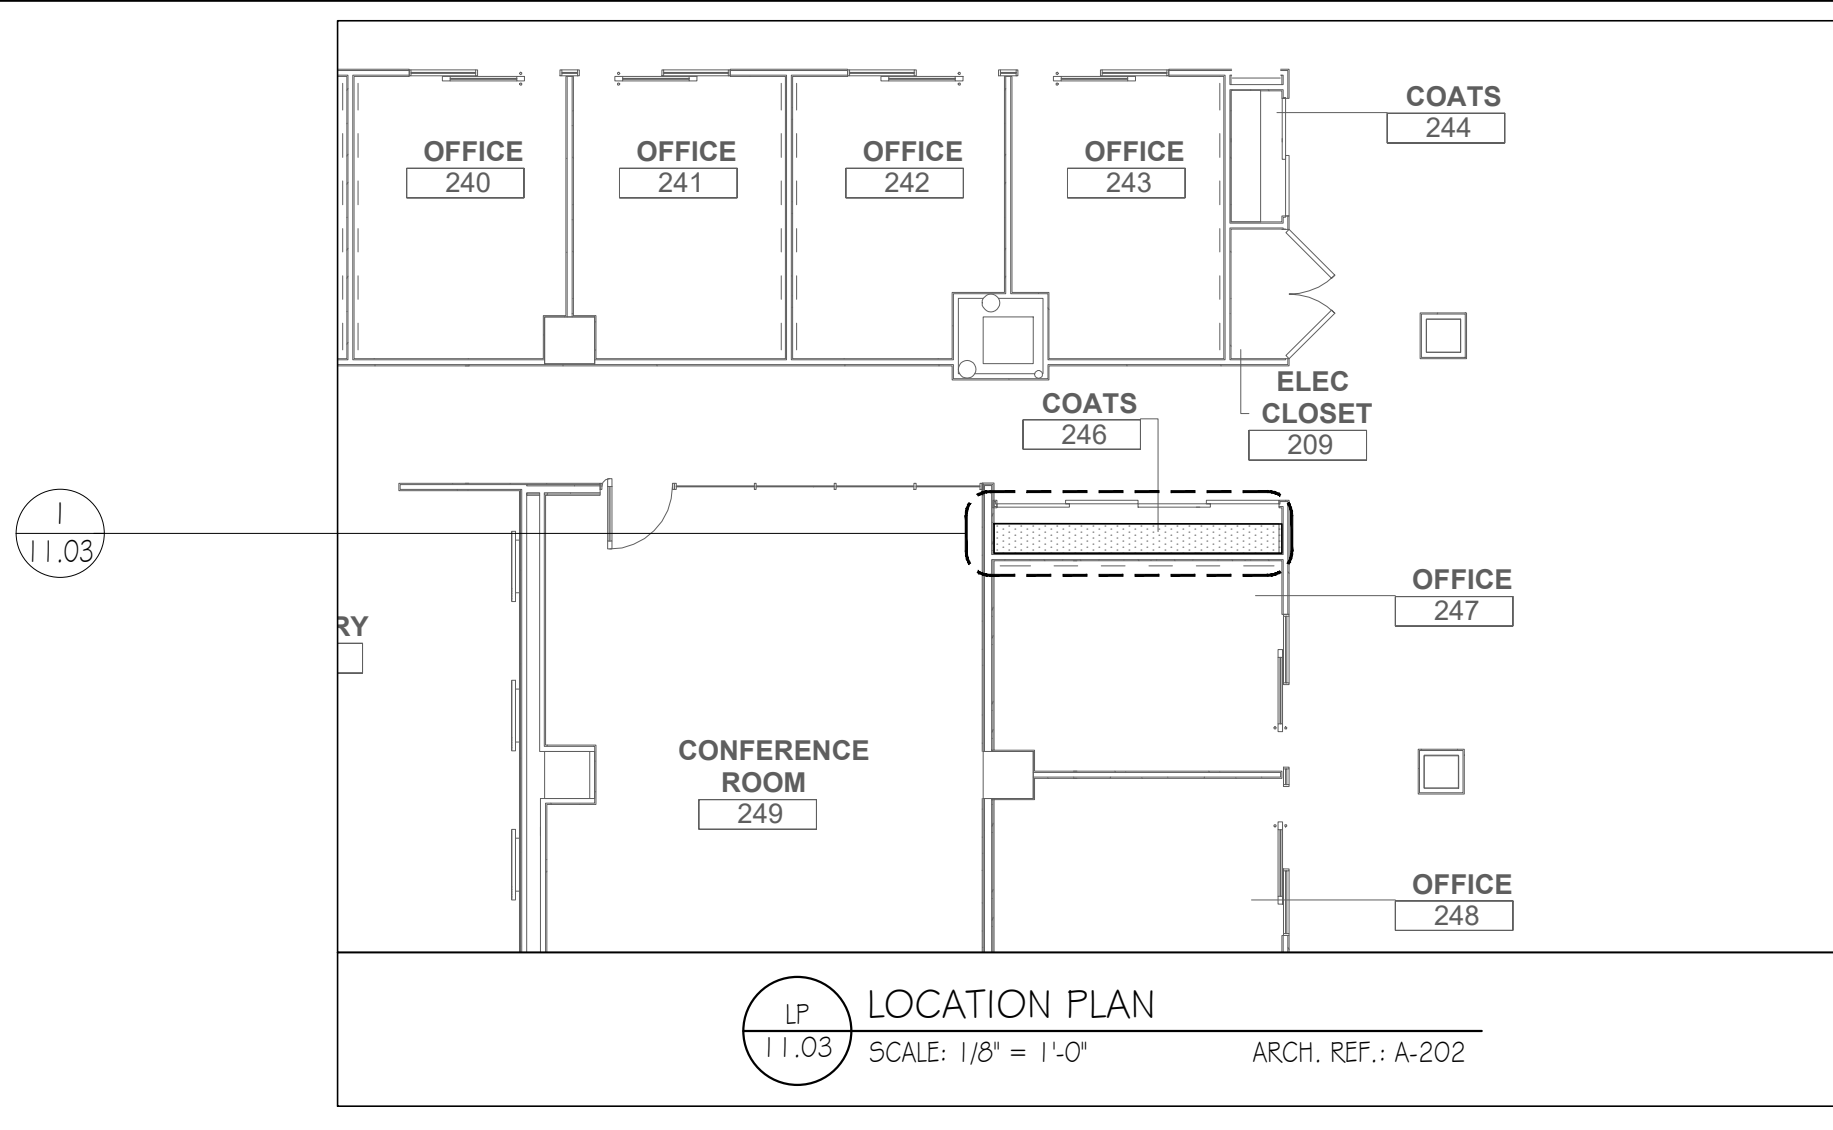 COATS
244
OFFICE
240
OFFICE
241
OFFICE
242
OFFICE
243
ELEC
CLOSET
209
COATS
246
1
11.03
OFFICE
247
RY
CONFERENCE
ROOM
249
OFFICE
248
LP
11.03
LOCATION PLAN
SCALE: 1/8" = 1'-0"
ARCH. REF.: A-202